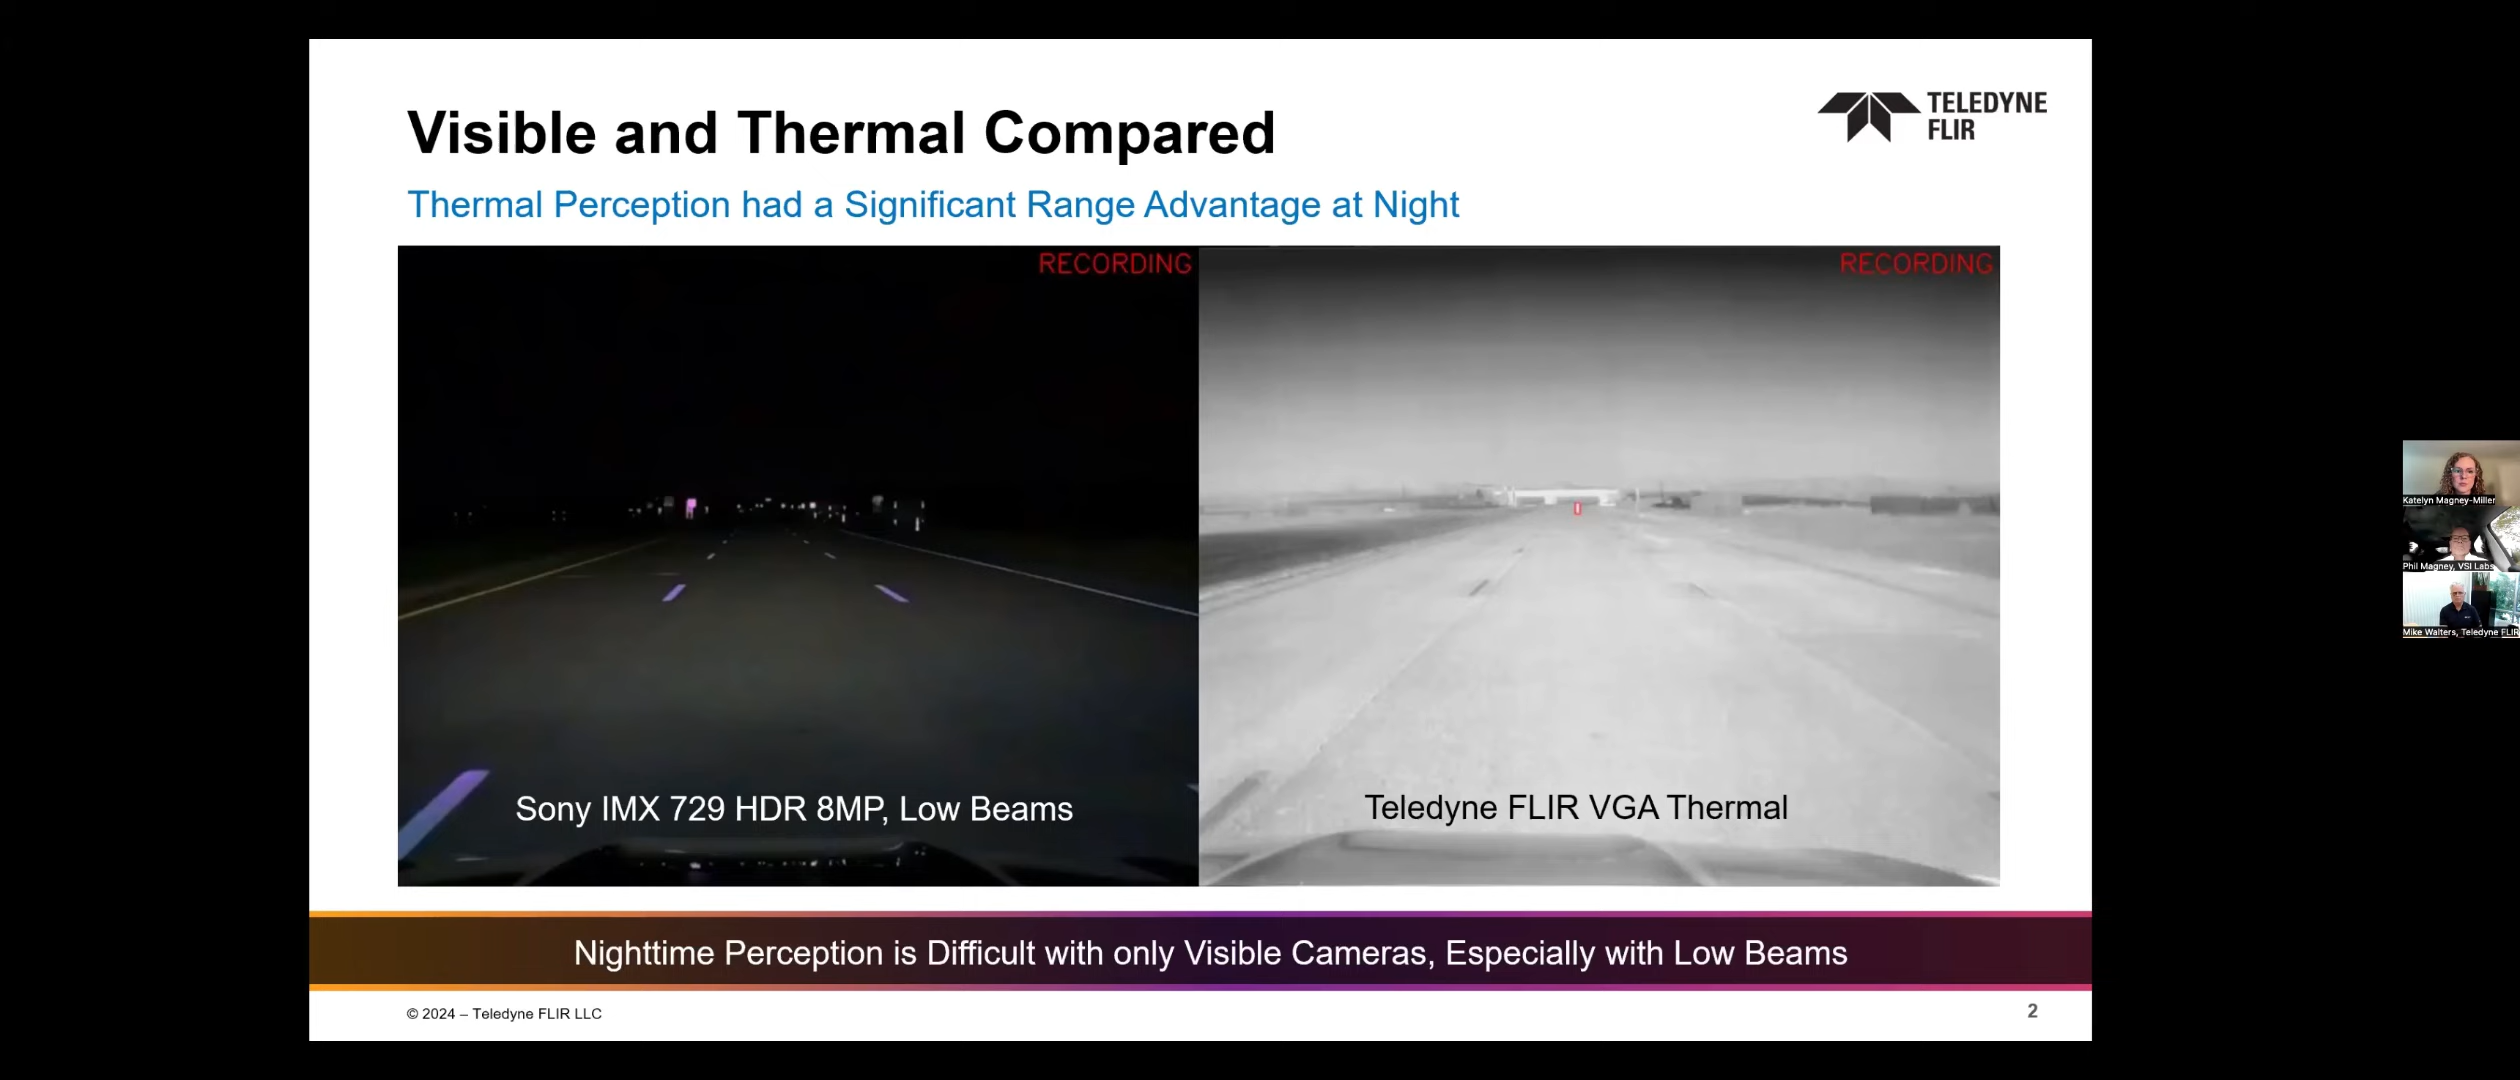 Visible and Thermal Compared
TELEDYNE
FLIR
Thermal Perception had a Significant Range Advantage at Night
RECORDING
RECORDING
Sony IMX 729 HDR 8MP, Low Beams
Teledyne FLIR VGA Thermal
Nighttime Perception is Difficult with only Visible Cameras, Especially with Low Beams
© 2024 – Teledyne FLIR LLC
2
Katelyn Magney-Miller
Phil Magney, VSI Labs
Mike Walters, Teledyne FLIR